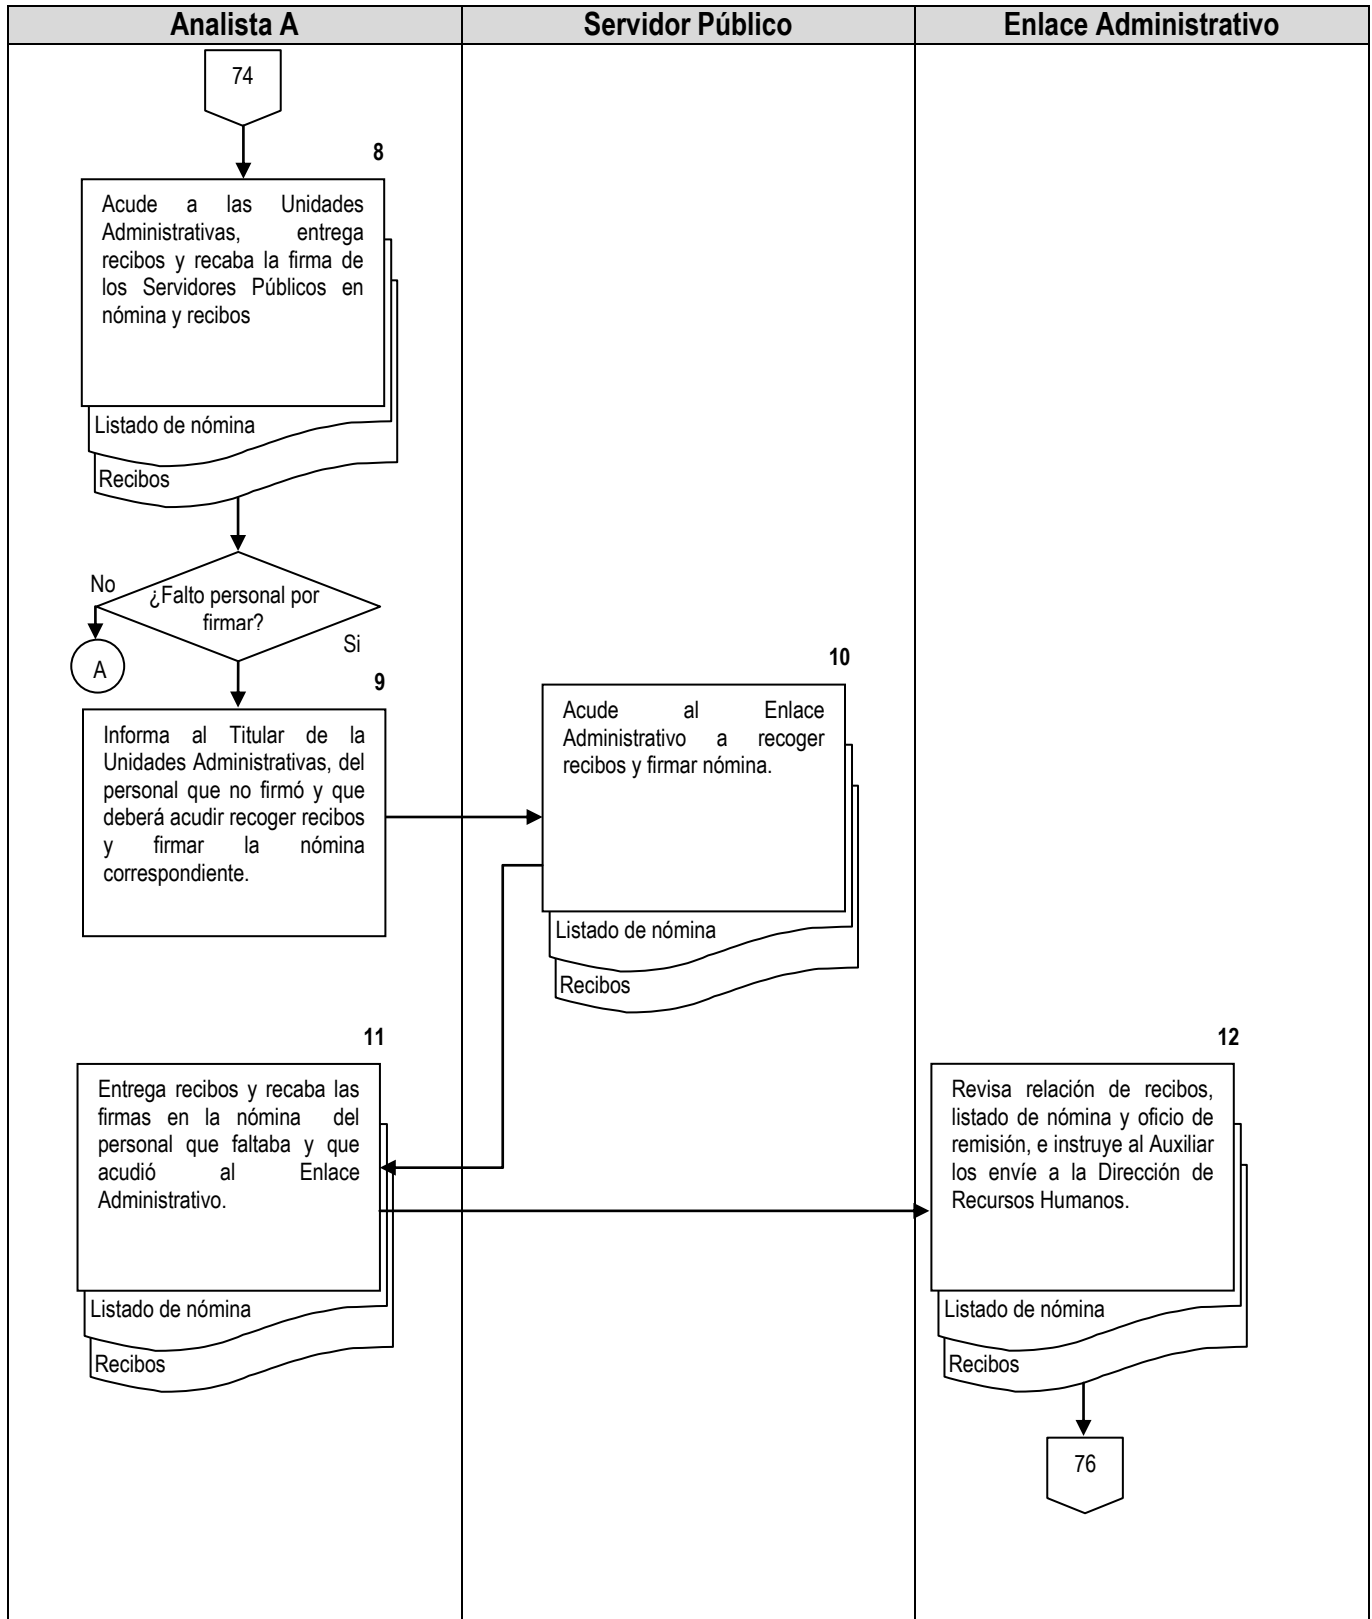 Analista A
Servidor Público
Enlace Administrativo
74
8
Acude a las Unidades
Administrativas, entrega
recibos y recaba la firma de
los Servidores Públicos en
nómina y recibos
Listado de nómina
Recibos
¿Falto personal por
firmar?
No
Si
A
9
Informa al Titular de la
Unidades Administrativas, del
personal que no firmó y que
deberá acudir recoger recibos
y firmar la nómina
correspondiente.
10
Acude al Enlace
Administrativo a recoger
recibos y firmar nómina.
Listado de nómina
Recibos
11
Entrega recibos y recaba las
firmas en la nómina del
personal que faltaba y que
acudió al Enlace
Administrativo.
Listado de nómina
Recibos
12
Revisa relación de recibos,
listado de nómina y oficio de
remisión, e instruye al Auxiliar
los envíe a la Dirección de
Recursos Humanos.
Listado de nómina
Recibos
76